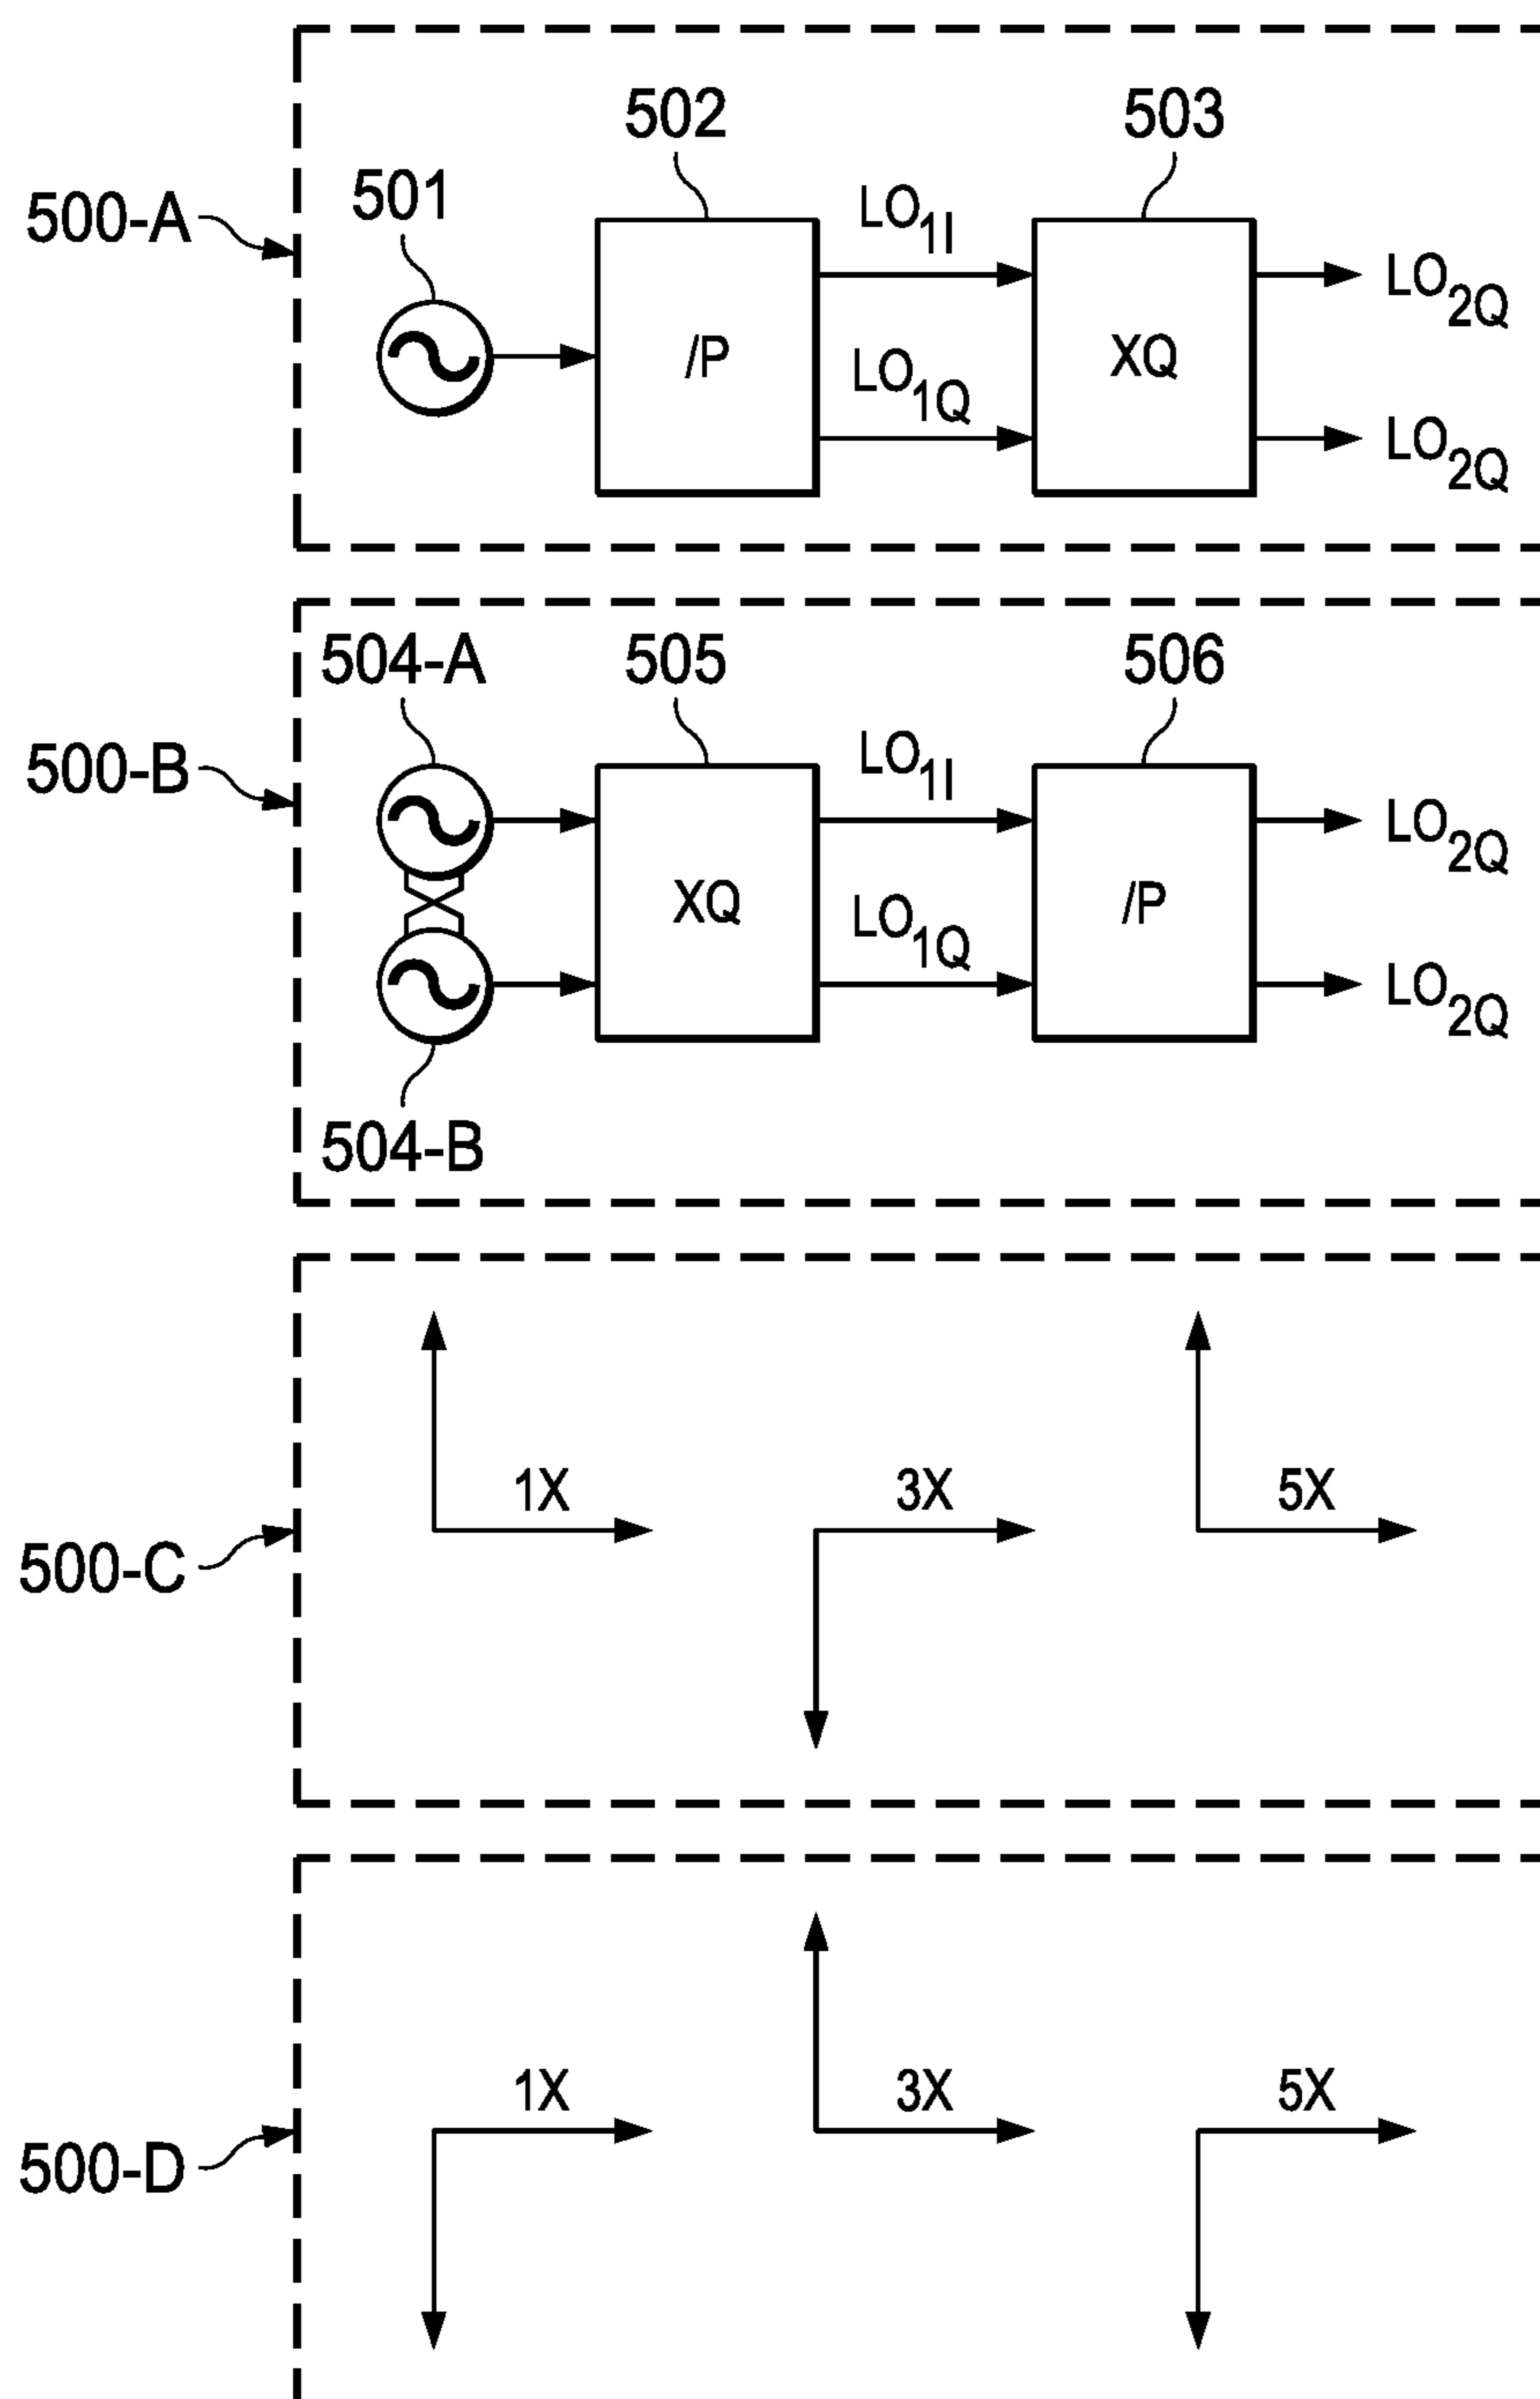 502
503
501
500-A
LO1I
LO2Q
/P
XQ
LO1Q
LO2Q
504-A
505
506
500-B
LO1I
LO2Q
XQ
/P
LO1Q
LO2Q
504-B
1X
3X
5X
500-C
1X
3X
5X
500-D